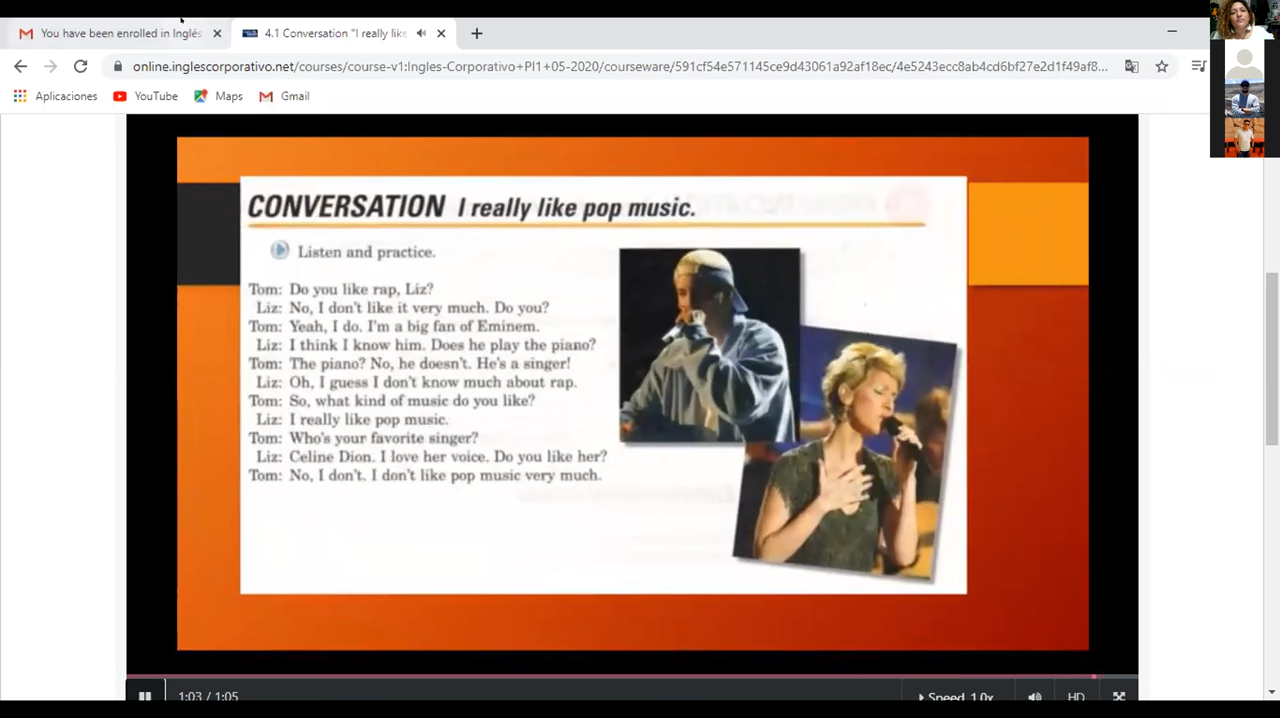 You have been enrolled in Inglés
4.1 Conversation "I really like
online.inglescorporativo.net/courses/course-v1:Ingles-Corporativo+PI1+05-2020/courseware/591cf54e571145ce9d43061a92af18ec/4e5243ecc8ab4cd6bf27e2d1f49af8...
Aplicaciones YouTube Maps Gmail
CONVERSATION I really like pop music.
Listen and practice.
Tom: Do you like rap, Liz?
Liz: No, I don't like it very much. Do you?
Tom: Yeah, I do. I'm a big fan of Eminem.
Liz: I think I know him. Does he play the piano?
Tom: The piano? No, he doesn't. He's a singer!
Liz: Oh, I guess I don't know much about rap.
Tom: So, what kind of music do you like?
Liz: I really like pop music.
Tom: Who's your favorite singer?
Liz: Celine Dion. I love her voice. Do you like her?
Tom: No, I don't. I don't like pop music very much.
1:03 / 1:05 Speed 1.0x HD